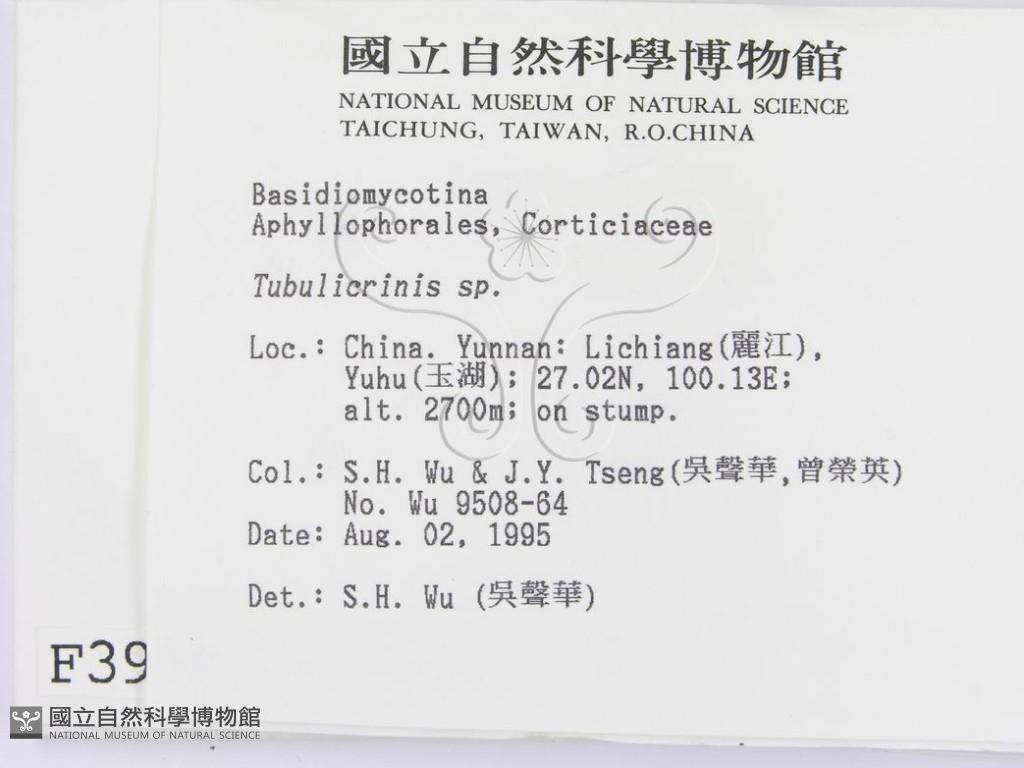 國立自然科學博物館
NATIONAL MUSEUM OF NATURAL SCIENCE
TAICHUNG, TAIWAN, R.O.CHINA
Basidiomycotina
Aphyllophorales, Corticiaceae
Tubulicrinis sp.
Loc.: China. Yunnan: Lichiang(麗江),
Yuhu(玉湖); 27.02N, 100.13E;
alt. 2700m; on stump.
Col.: S.H. Wu & J.Y. Tseng(吳聲華,曾榮英)
No. Wu 9508-64
Date: Aug. 02, 1995
Det.: S.H. Wu (吳聲華)
F39
國立自然科學博物館
NATIONAL MUSEUM OF NATURAL SCIENCE